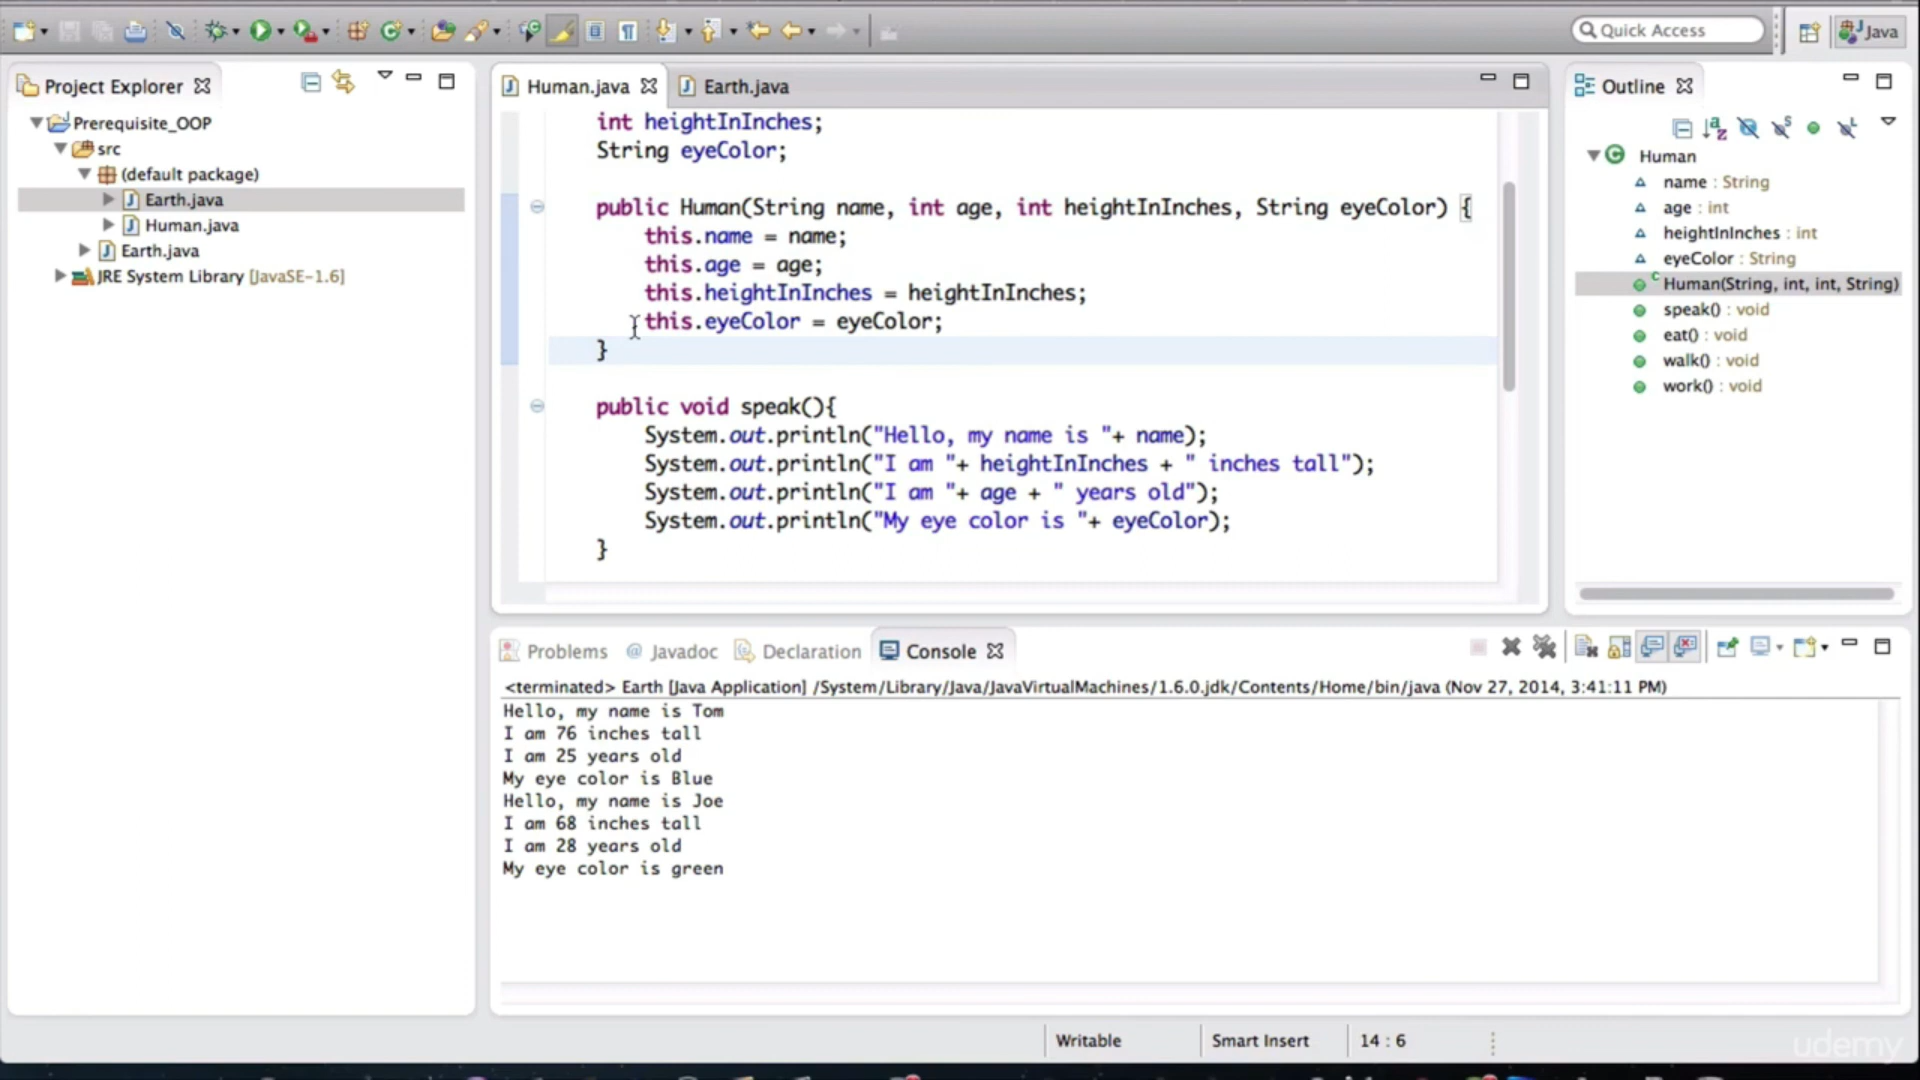 Quick Access
Java
Project Explorer
Prerequisite_OOP
src
(default package)
Earth.java
Human.java
Earth.java
JRE System Library [JavaSE-1.6]
Human.java
Earth.java
int heightInInches;
String eyeColor;
public Human(String name, int age, int heightInInches, String eyeColor) {
this.name = name;
this.age = age;
this.heightInInches = heightInInches;
this.eyeColor = eyeColor;
}
public void speak(){
System.out.println("Hello, my name is "+ name);
System.out.println("I am "+ heightInInches + " inches tall");
System.out.println("I am "+ age + " years old");
System.out.println("My eye color is "+ eyeColor);
}
Outline
Human
name : String
age : int
heightInInches : int
eyeColor : String
Human(String, int, int, String)
speak() : void
eat() : void
walk() : void
work() : void
Problems @ Javadoc Declaration Console
<terminated> Earth [Java Application] /System/Library/Java/JavaVirtualMachines/1.6.0.jdk/Contents/Home/bin/java (Nov 27, 2014, 3:41:11 PM)
Hello, my name is Tom
I am 76 inches tall
I am 25 years old
My eye color is Blue
Hello, my name is Joe
I am 68 inches tall
I am 28 years old
My eye color is green
Writable Smart Insert 14 : 6
udemy